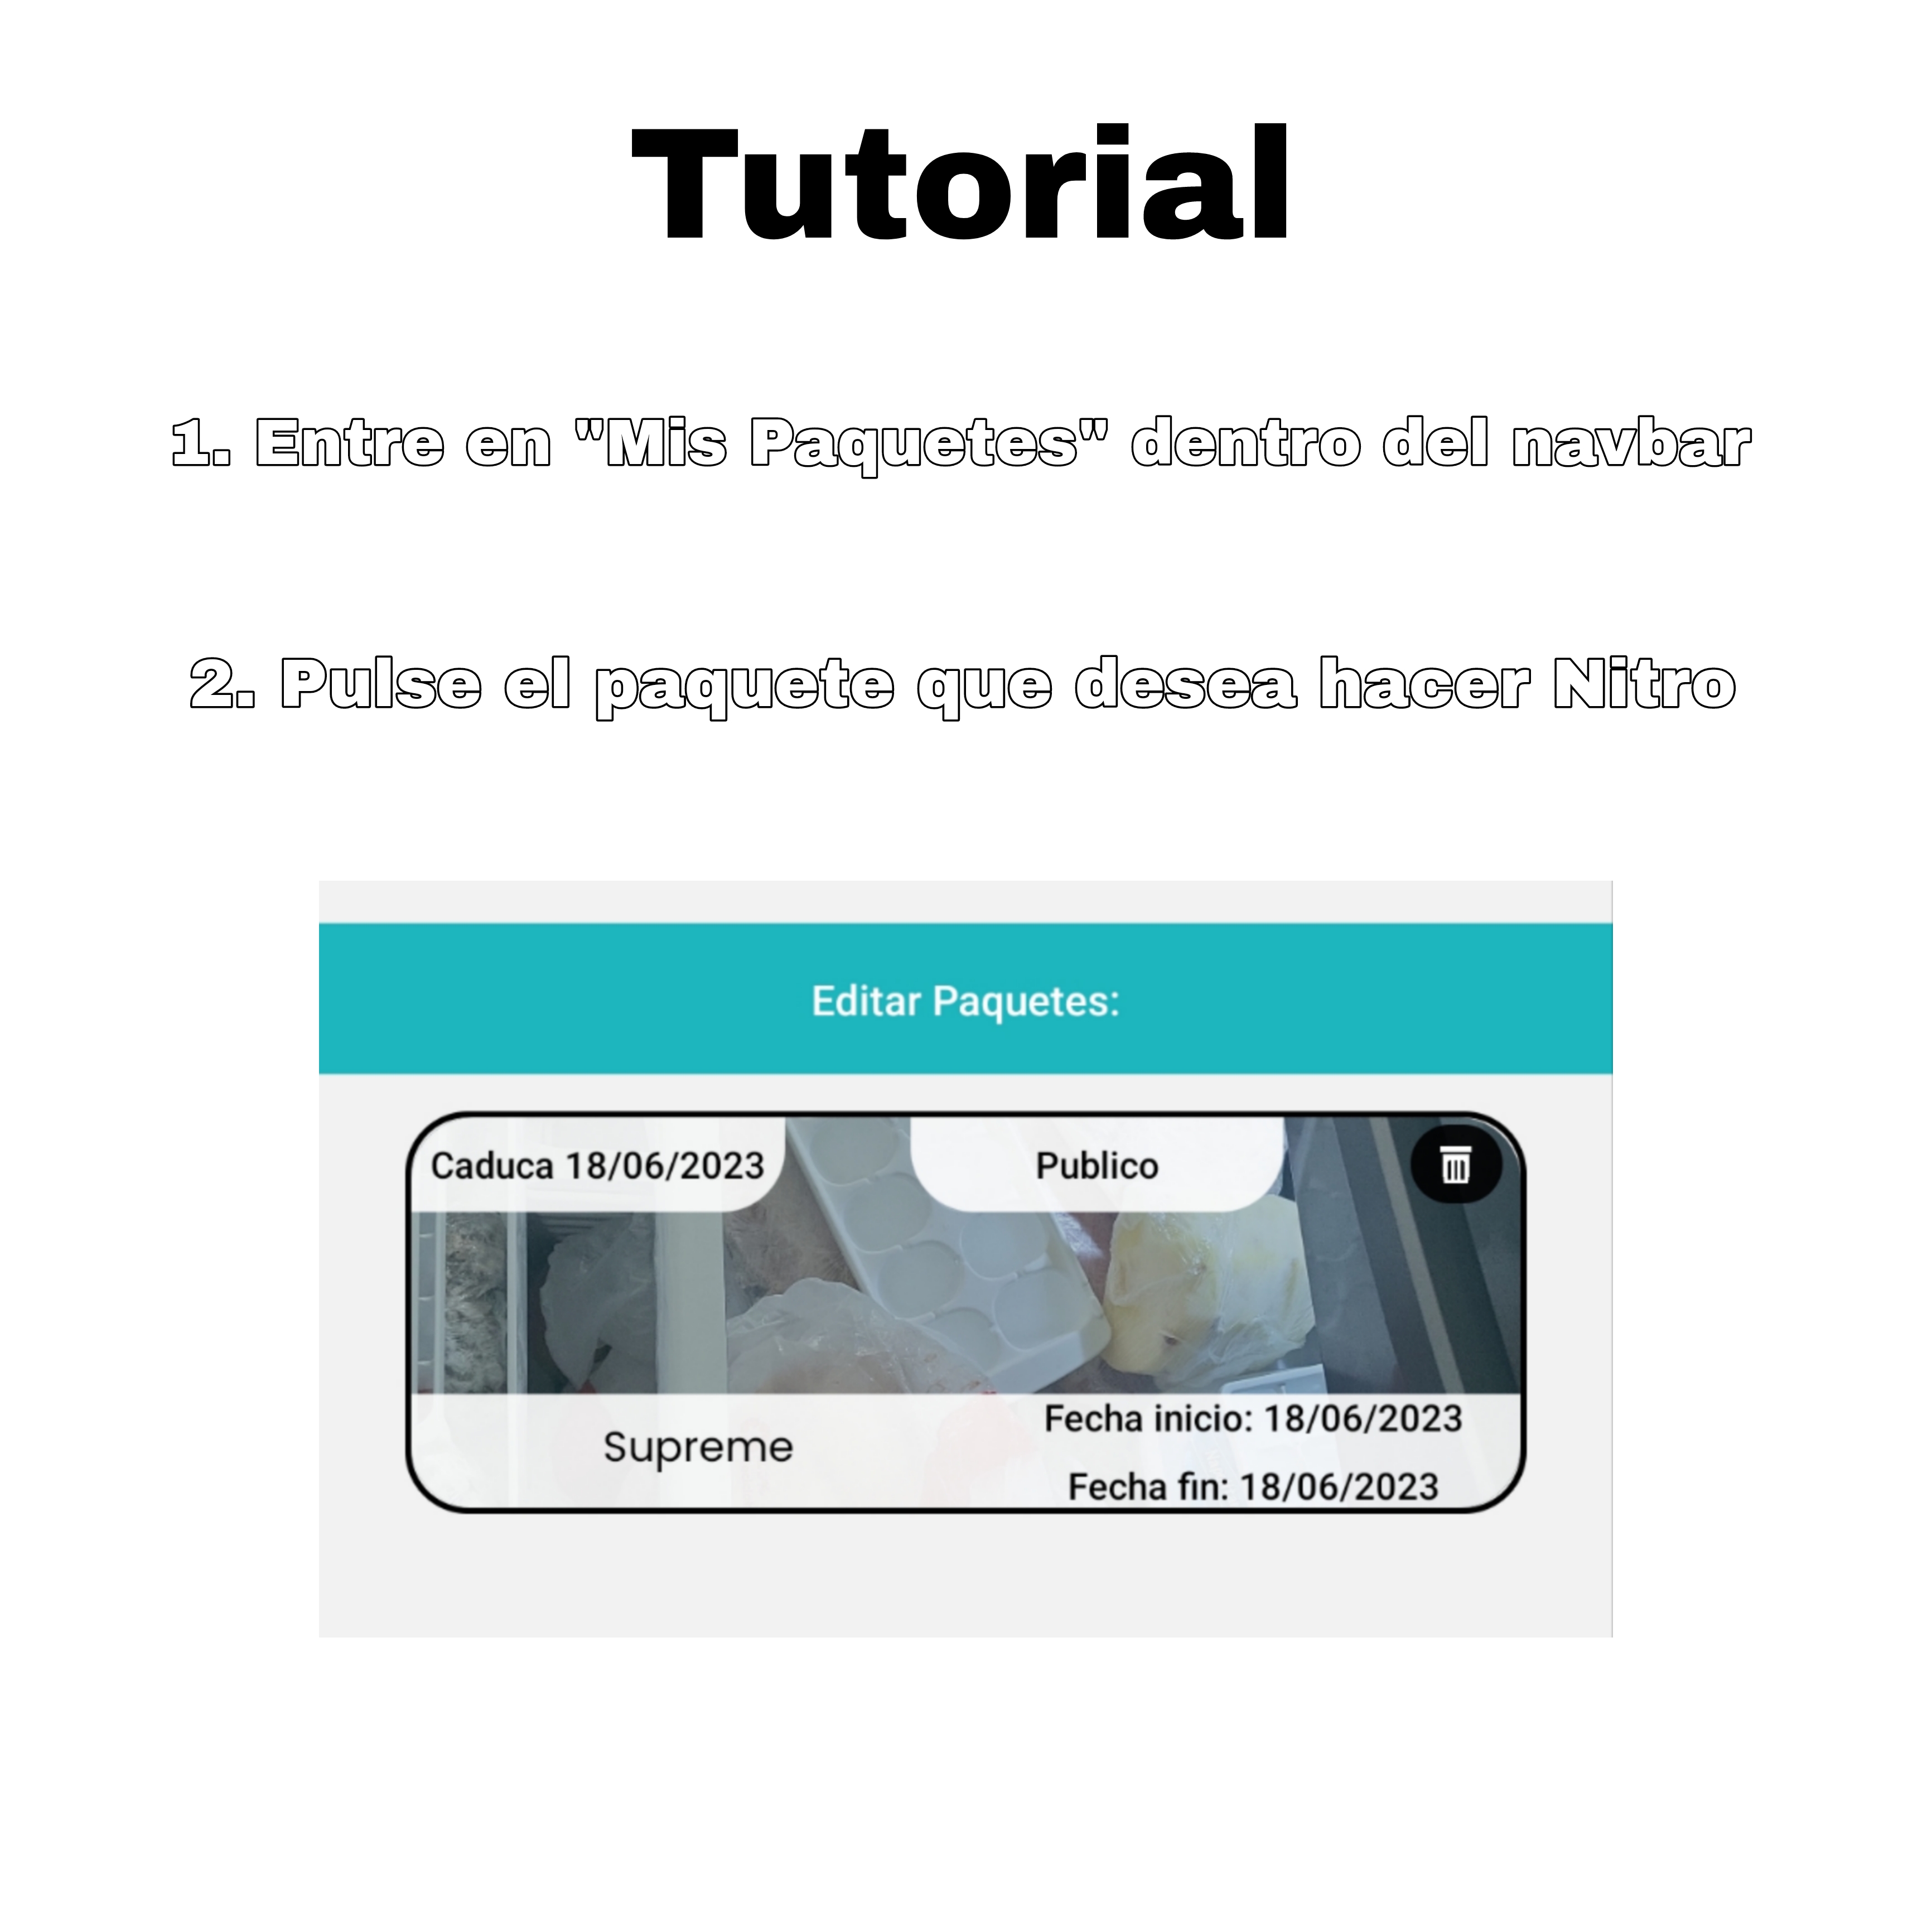 Tutorial
1. Entre en "Mis Paquetes" dentro del navbar
2. Pulse el paquete que desea hacer Nitro
Editar Paquetes:
Caduca 18/06/2023
Publico
Supreme
Fecha inicio: 18/06/2023
Fecha fin: 18/06/2023